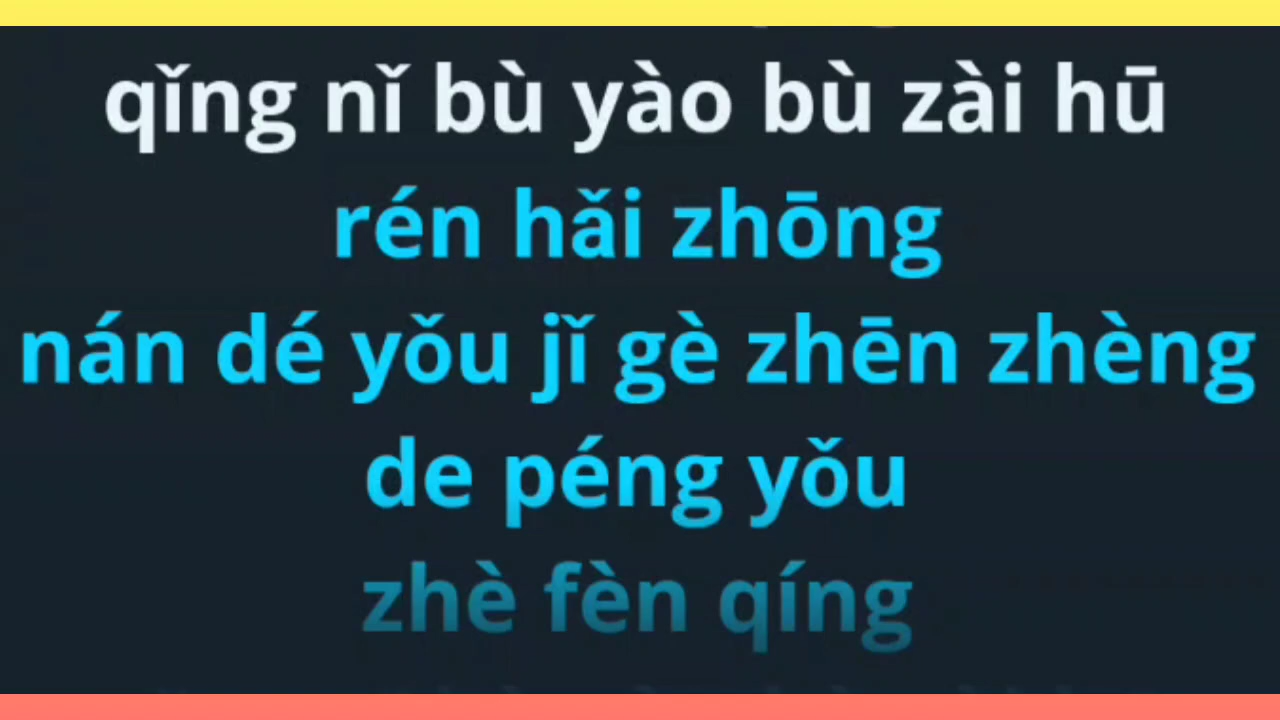 qǐng nǐ bù yào bù zài hū
rén hǎi zhōng
nán dé yǒu jǐ gè zhēn zhèng
de péng yǒu
zhè fèn qíng